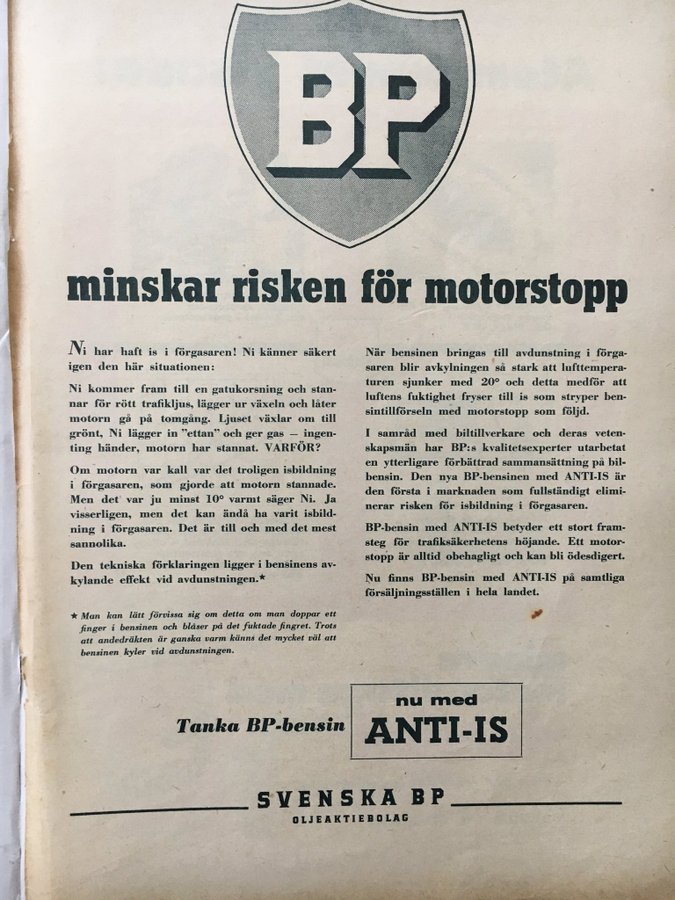 BP
minskar risken för motorstopp
Ni har haft is i förgasaren! Ni känner säkert
igen den här situationen:
Ni kommer fram till en gatukorsning och stan-
nar för rött trafikljus, lägger ur växeln och låter
motorn gå på tomgång. Ljuset växlar om till
grönt, Ni lägger in "ettan" och ger gas — ingen-
ting händer, motorn har stannat. VARFÖR?
Om motorn var kall var det troligen isbildning
i förgasaren, som gjorde att motorn stannade.
Men det var ju minst 10° varmt säger Ni. Ja
visserligen, men det kan ändå ha varit isbild-
ning i förgasaren. Det är till och med det mest
sannolika.
Den tekniska förklaringen ligger i bensinens av-
kylande effekt vid avdunstningen.*
* Man kan lätt förvissa sig om detta om man doppar ett
finger i bensinen och blåser på det fuktade fingret. Trots
att andedräkten är ganska varm känns det mycket väl att
bensinen kyler vid avdunstningen.
När bensinen bringas till avdunstning i förga-
saren blir avkylningen så stark att lufttempera-
turen sjunker med 20° och detta medför att
luftens fuktighet fryser till is som stryper ben-
sintillförseln med motorstopp som följd.
I samråd med biltillverkare och deras veten-
skapsmän har BP:s kvalitetsexperter utarbetat
en ytterligare förbättrad sammansättning på bil-
bensin. Den nya BP-bensinen med ANTI-IS är
den första i marknaden som fullständigt elimi-
nerar risken för isbildning i förgasaren.
BP-bensin med ANTI-IS betyder ett stort fram-
steg för trafiksäkerhetens höjande. Ett motor-
stopp är alltid obehagligt och kan bli ödesdigert.
Nu finns BP-bensin med ANTI-IS på samtliga
försäljningsställen i hela landet.
Tanka BP-bensin
nu med
ANTI-IS
SVENSKA BP
OLJEAKTIEBOLAG